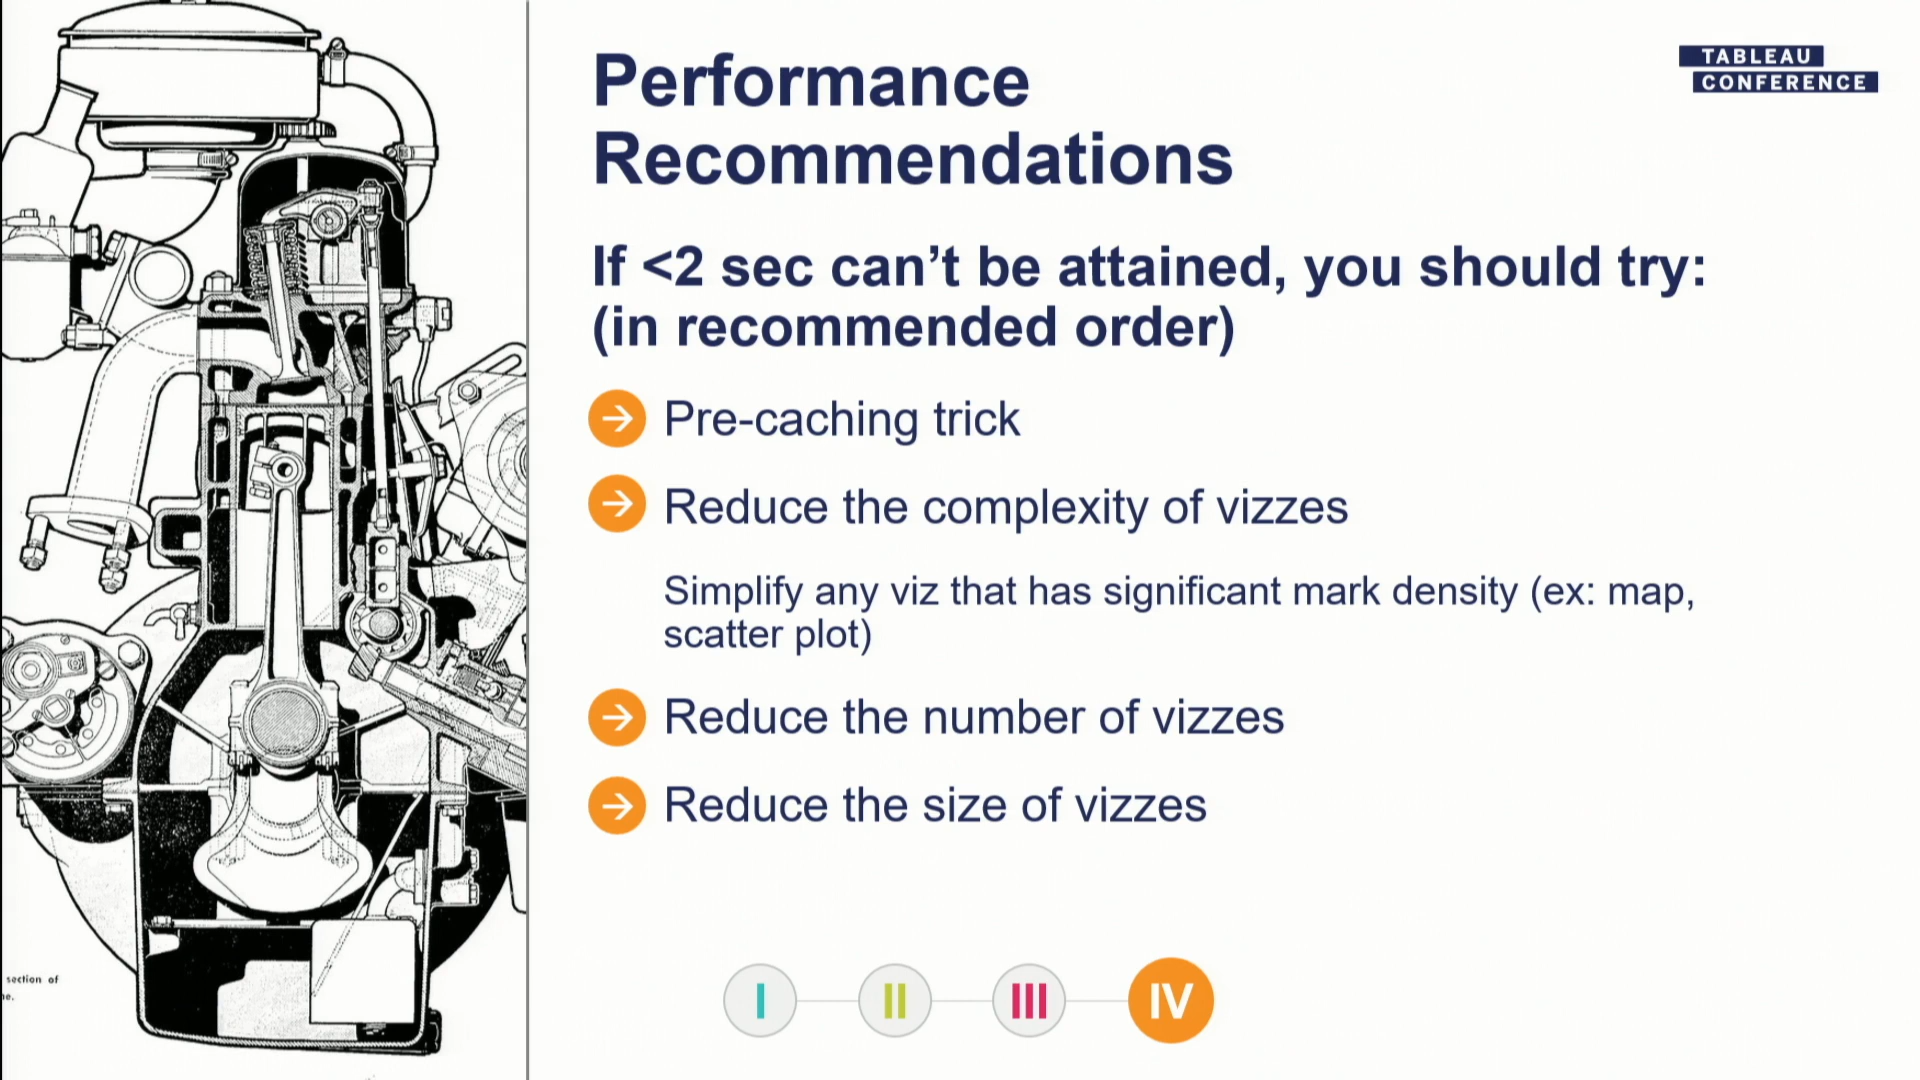 TABLEAU
CONFERENCE
Performance
Recommendations
If <2 sec can’t be attained, you should try:
(in recommended order)
Pre-caching trick
Reduce the complexity of vizzes
Simplify any viz that has significant mark density (ex: map,
scatter plot)
Reduce the number of vizzes
Reduce the size of vizzes
section of
I II III IV